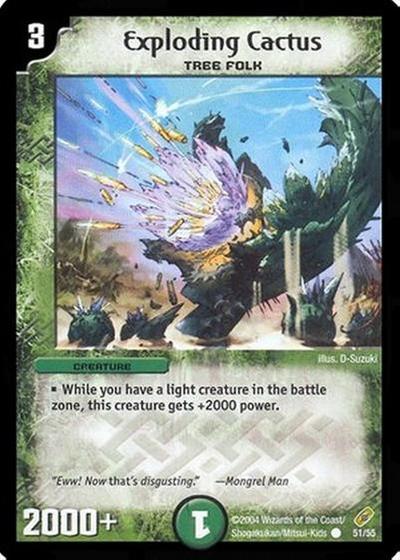 3
Exploding Cactus
TREE FOLK
illus. D-Suzuki
CREATURE
▪ While you have a light creature in the battle
zone, this creature gets +2000 power.
"Eww! Now that's disgusting." —Mongrel Man
2000+
1
©2004 Wizards of the Coast/
Shogakukan/Mitsui-Kids
51/55